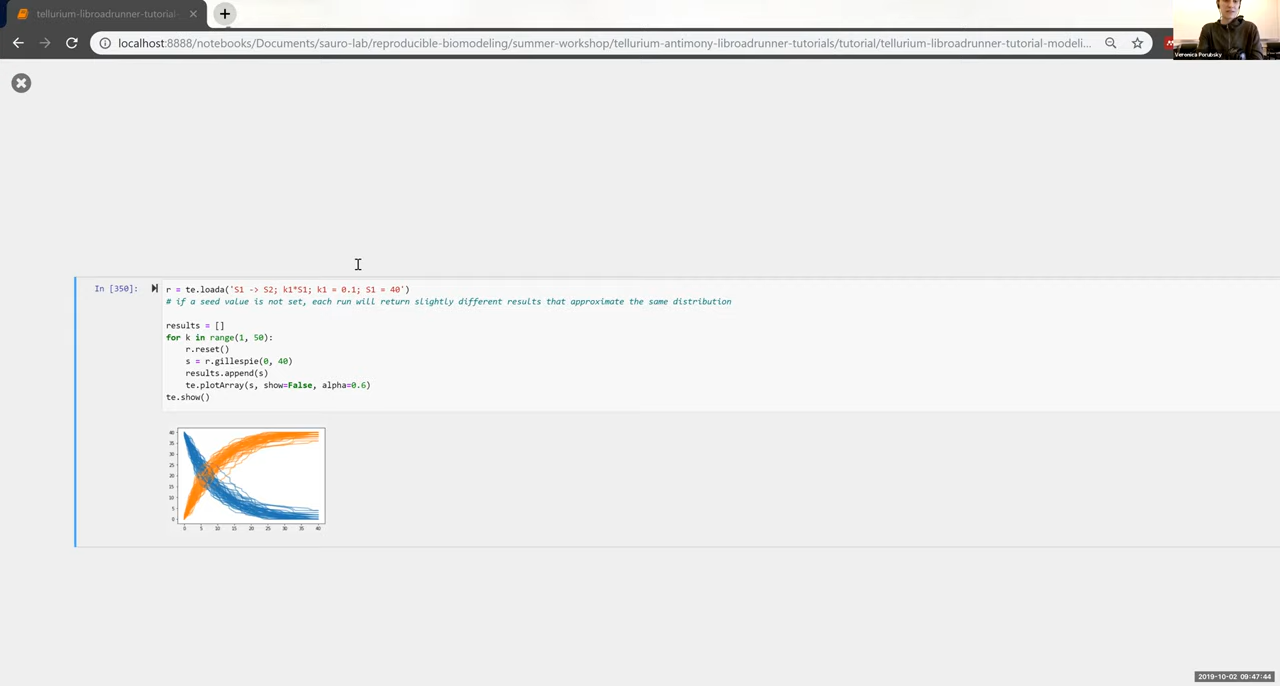 tellurium-libroadrunner-tutorial-
localhost:8888/notebooks/Documents/sauro-lab/reproducible-biomodeling/summer-workshop/tellurium-antimony-libroadrunner-tutorials/tutorial/tellurium-libroadrunner-tutorial-modeli...
Veronica Porubsky
In [350]:
r = te.loada('S1 -> S2; k1*S1; k1 = 0.1; S1 = 40')
# if a seed value is not set, each run will return slightly different results that approximate the same distribution
results = []
for k in range(1, 50):
r.reset()
s = r.gillespie(0, 40)
results.append(s)
te.plotArray(s, show=False, alpha=0.6)
te.show()
40
35
30
25
20
15
10
5
0
0 5 10 15 20 25 30 35 40
2019-10-02 09:47:44